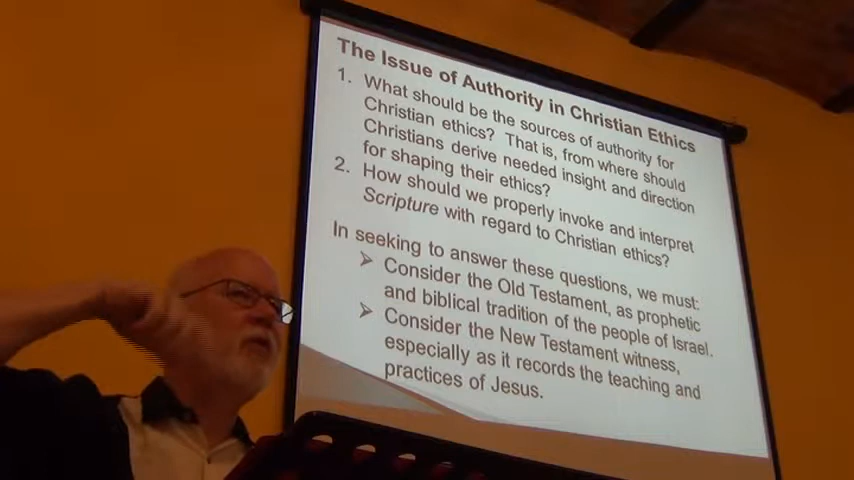 The Issue of Authority in Christian Ethics
1. What should be the sources of authority for
Christian ethics? That is, from where should
Christians derive needed insight and direction
for shaping their ethics?
2. How should we properly invoke and interpret
Scripture with regard to Christian ethics?
In seeking to answer these questions, we must:
➢ Consider the Old Testament, as prophetic
and biblical tradition of the people of Israel.
➢ Consider the New Testament witness,
especially as it records the teaching and
practices of Jesus.